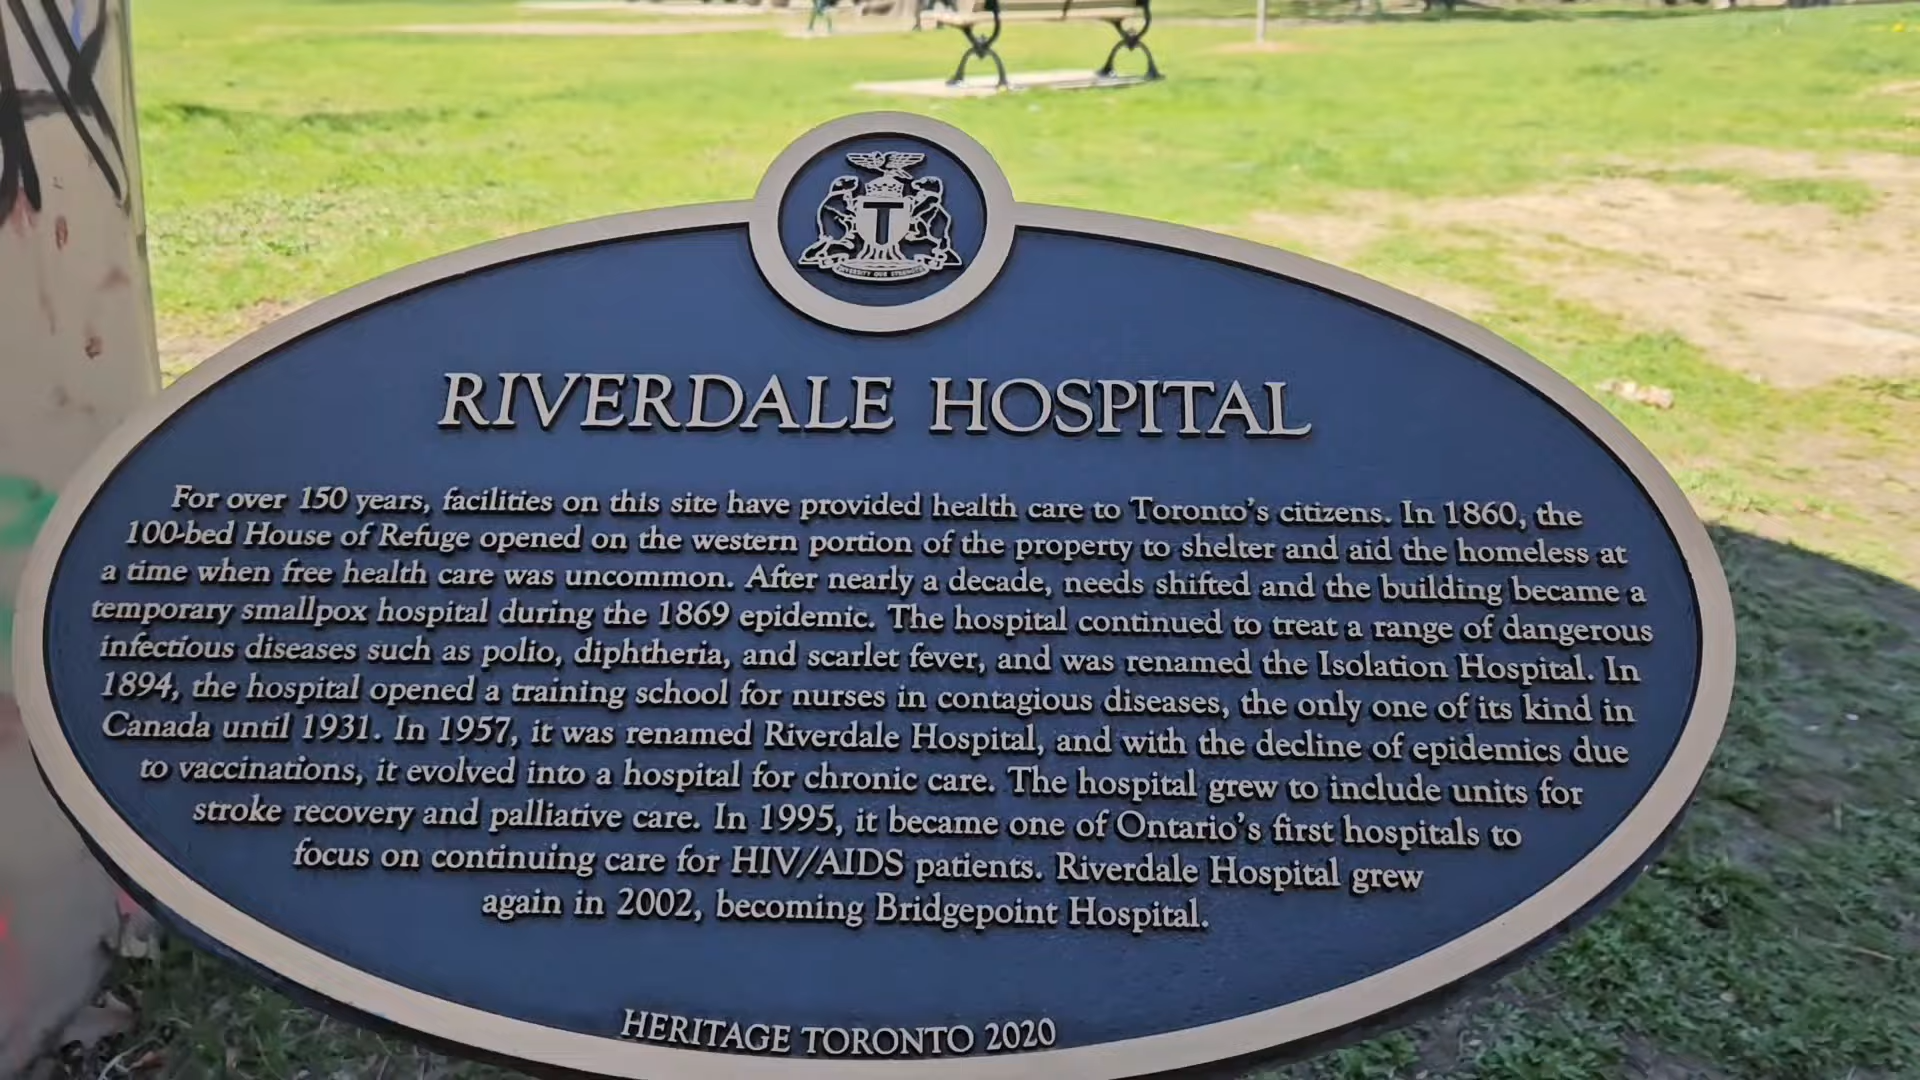 T
DIVERSITY OUR STRENGTH
RIVERDALE HOSPITAL
For over 150 years, facilities on this site have provided health care to Toronto's citizens. In 1860, the
100-bed House of Refuge opened on the western portion of the property to shelter and aid the homeless at
a time when free health care was uncommon. After nearly a decade, needs shifted and the building became a
temporary smallpox hospital during the 1869 epidemic. The hospital continued to treat a range of dangerous
infectious diseases such as polio, diphtheria, and scarlet fever, and was renamed the Isolation Hospital. In
1894, the hospital opened a training school for nurses in contagious diseases, the only one of its kind in
Canada until 1931. In 1957, it was renamed Riverdale Hospital, and with the decline of epidemics due
to vaccinations, it evolved into a hospital for chronic care. The hospital grew to include units for
stroke recovery and palliative care. In 1995, it became one of Ontario's first hospitals to
focus on continuing care for HIV/AIDS patients. Riverdale Hospital grew
again in 2002, becoming Bridgepoint Hospital.
HERITAGE TORONTO 2020